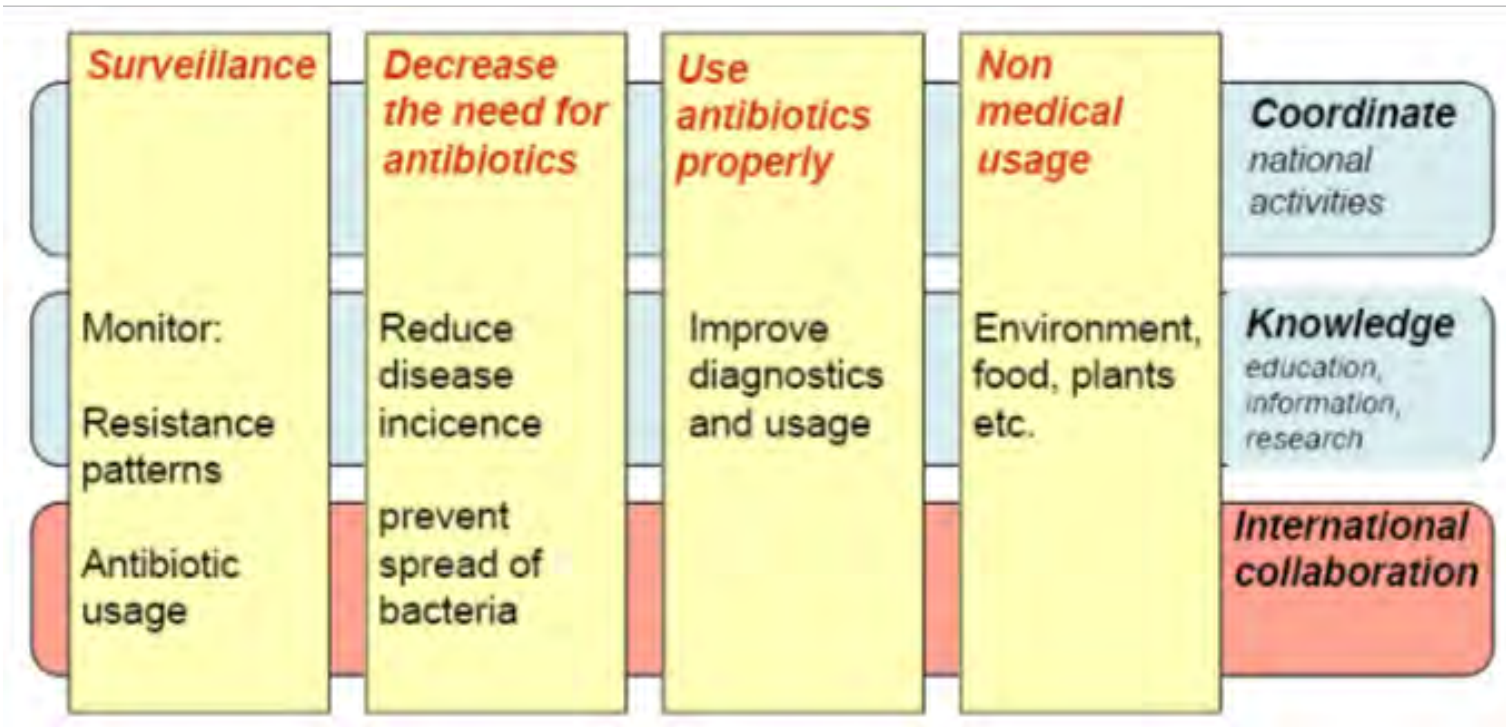 Surveillance
Monitor:
Resistance
patterns
Antibiotic
usage
Decrease
the need for
antibiotics
Reduce
disease
incicence
prevent
spread of
bacteria
Use
antibiotics
properly
Improve
diagnostics
and usage
Non
medical
usage
Environment,
food, plants
etc.
Coordinate
national
activities
Knowledge
education,
information,
research
International
collaboration